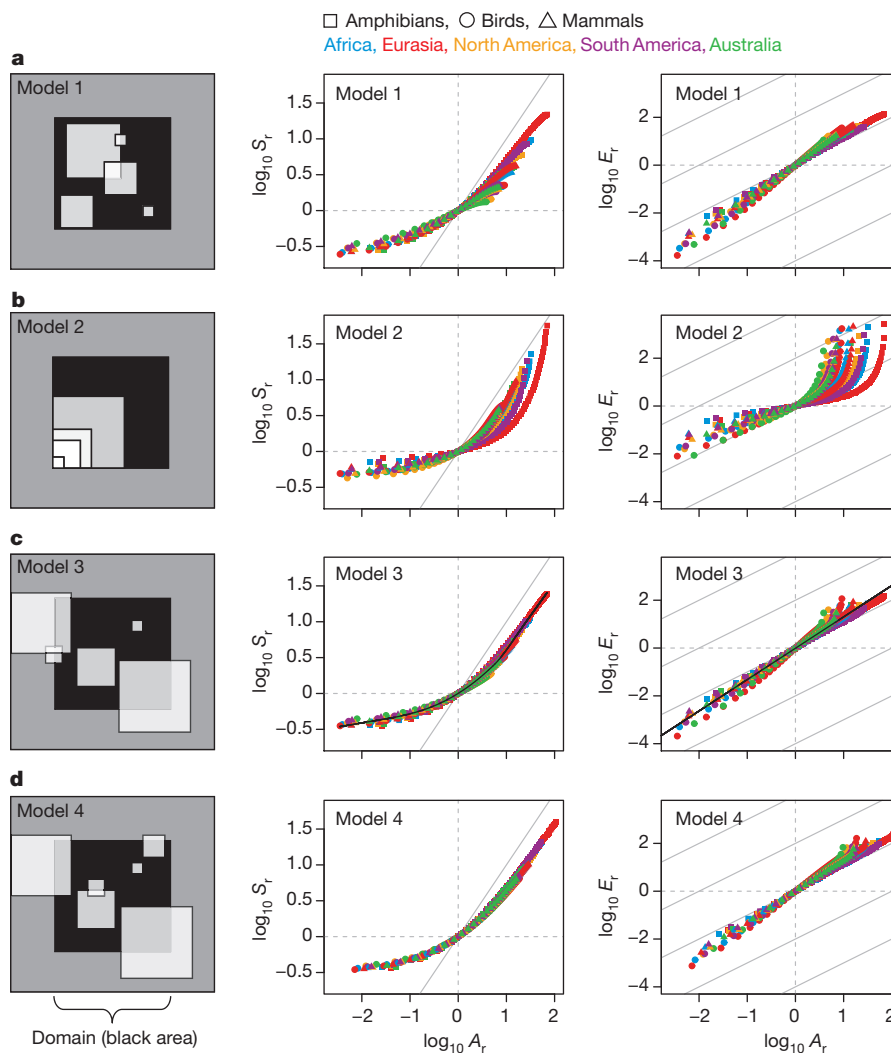 □ Amphibians, ○ Birds, △ Mammals
Africa, Eurasia, North America, South America, Australia
a
Model 1
log10 Sr
1.5
1.0
0.5
0
−0.5
Model 1
log10 Er
2
0
−2
−4
Model 1
b
Model 2
log10 Sr
1.5
1.0
0.5
0
−0.5
Model 2
log10 Er
2
0
−2
−4
Model 2
c
Model 3
log10 Sr
1.5
1.0
0.5
0
−0.5
Model 3
log10 Er
2
0
−2
−4
Model 3
d
Model 4
log10 Sr
1.5
1.0
0.5
0
−0.5
Model 4
log10 Er
2
0
−2
−4
Model 4
−2 −1 0 1 2
−2 −1 0 1 2
Domain (black area)
log10 Ar
log10 Ar